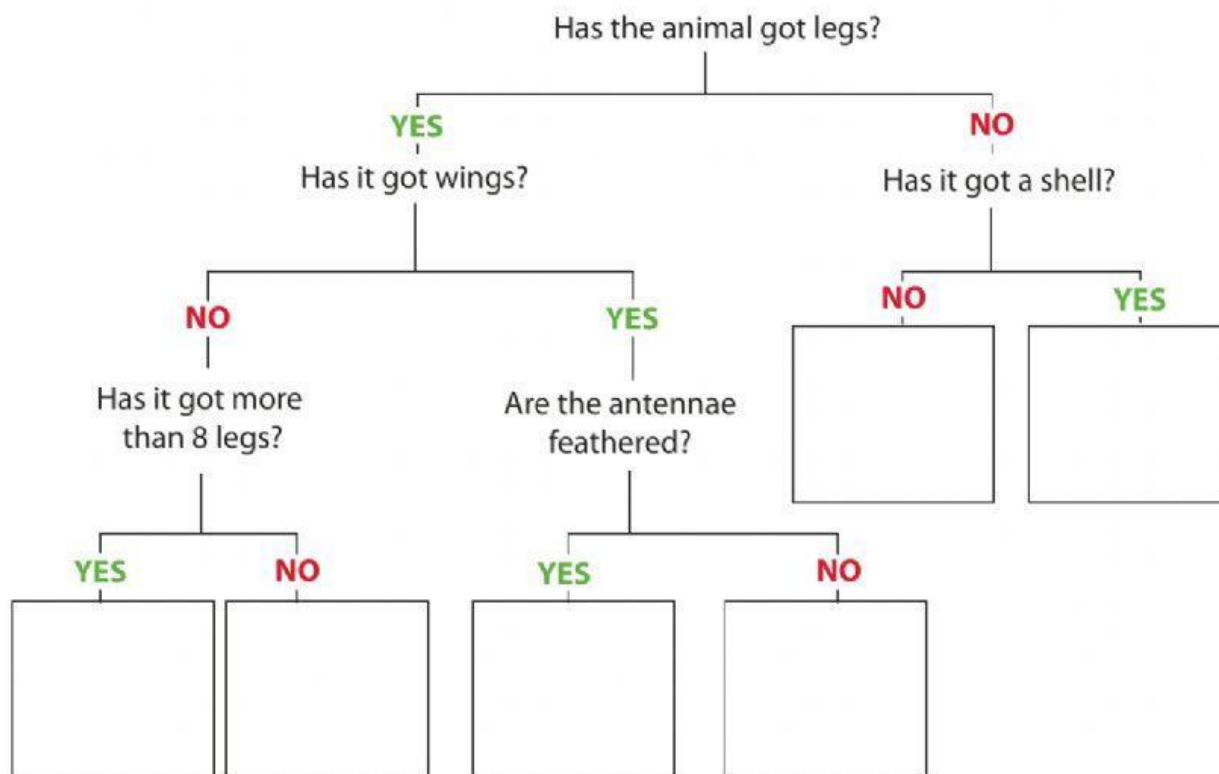 Has the animal got legs?
YES
NO
Has it got wings?
Has it got a shell?
NO
YES
NO
YES
Has it got more
than 8 legs?
Are the antennae
feathered?
YES
NO
YES
NO